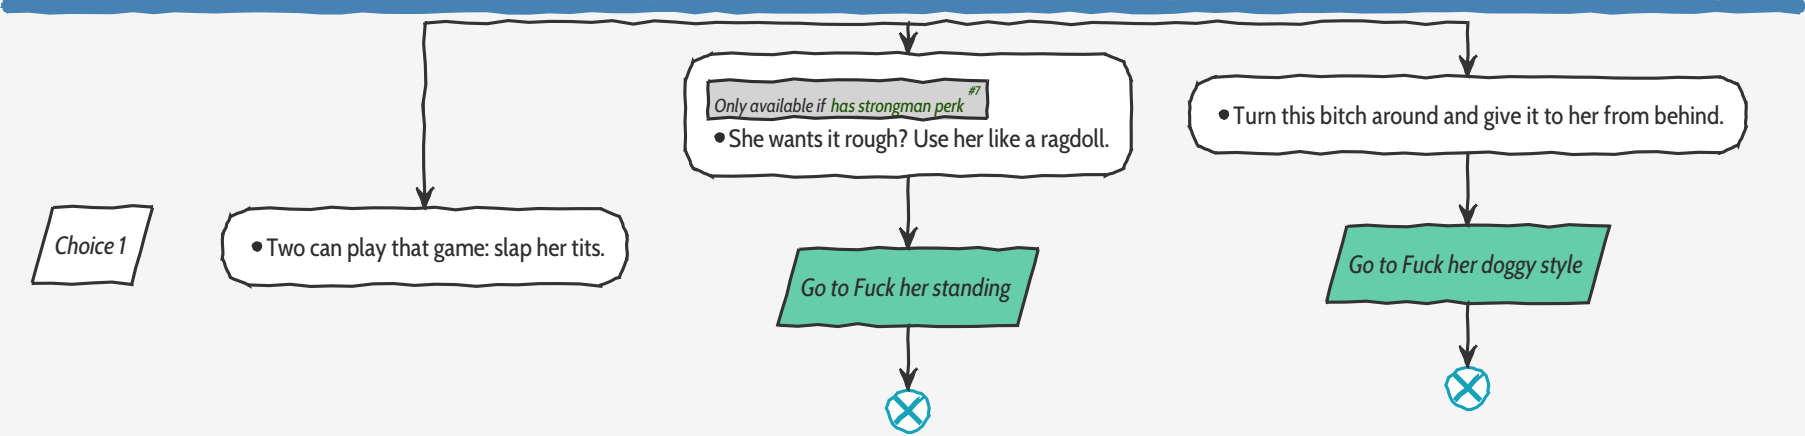 Choice 1
● Two can play that game: slap her tits.
#7
Only available if has strongman perk
● She wants it rough? Use her like a ragdoll.
Go to Fuck her standing
● Turn this bitch around and give it to her from behind.
Go to Fuck her doggy style